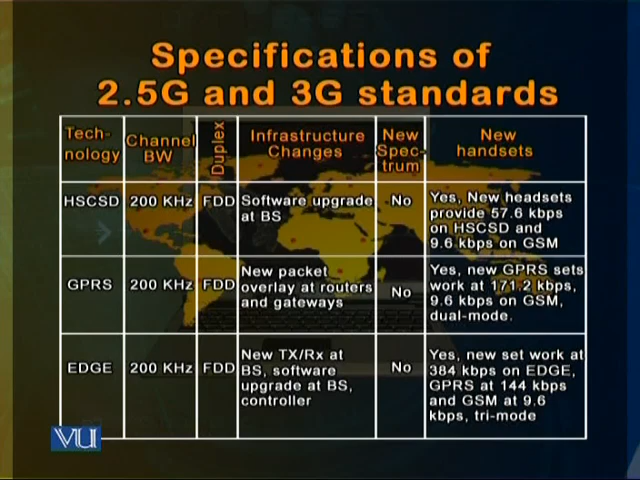 Specifications of
2.5G and 3G standards
Tech-
nology
Channel
BW
Duplex
Infrastructure
Changes
New
Spec-
trum
New
handsets
HSCSD
200 KHz
FDD
Software upgrade
at BS
No
Yes, New headsets
provide 57.6 kbps
on HSCSD and
9.6 kbps on GSM
GPRS
200 KHz
FDD
New packet
overlay at routers
and gateways
No
Yes, new GPRS sets
work at 171.2 kbps,
9.6 kbps on GSM,
dual-mode.
EDGE
200 KHz
FDD
New TX/Rx at
BS, software
upgrade at BS,
controller
No
Yes, new set work at
384 kbps on EDGE,
GPRS at 144 kbps
and GSM at 9.6
kbps, tri-mode
VU